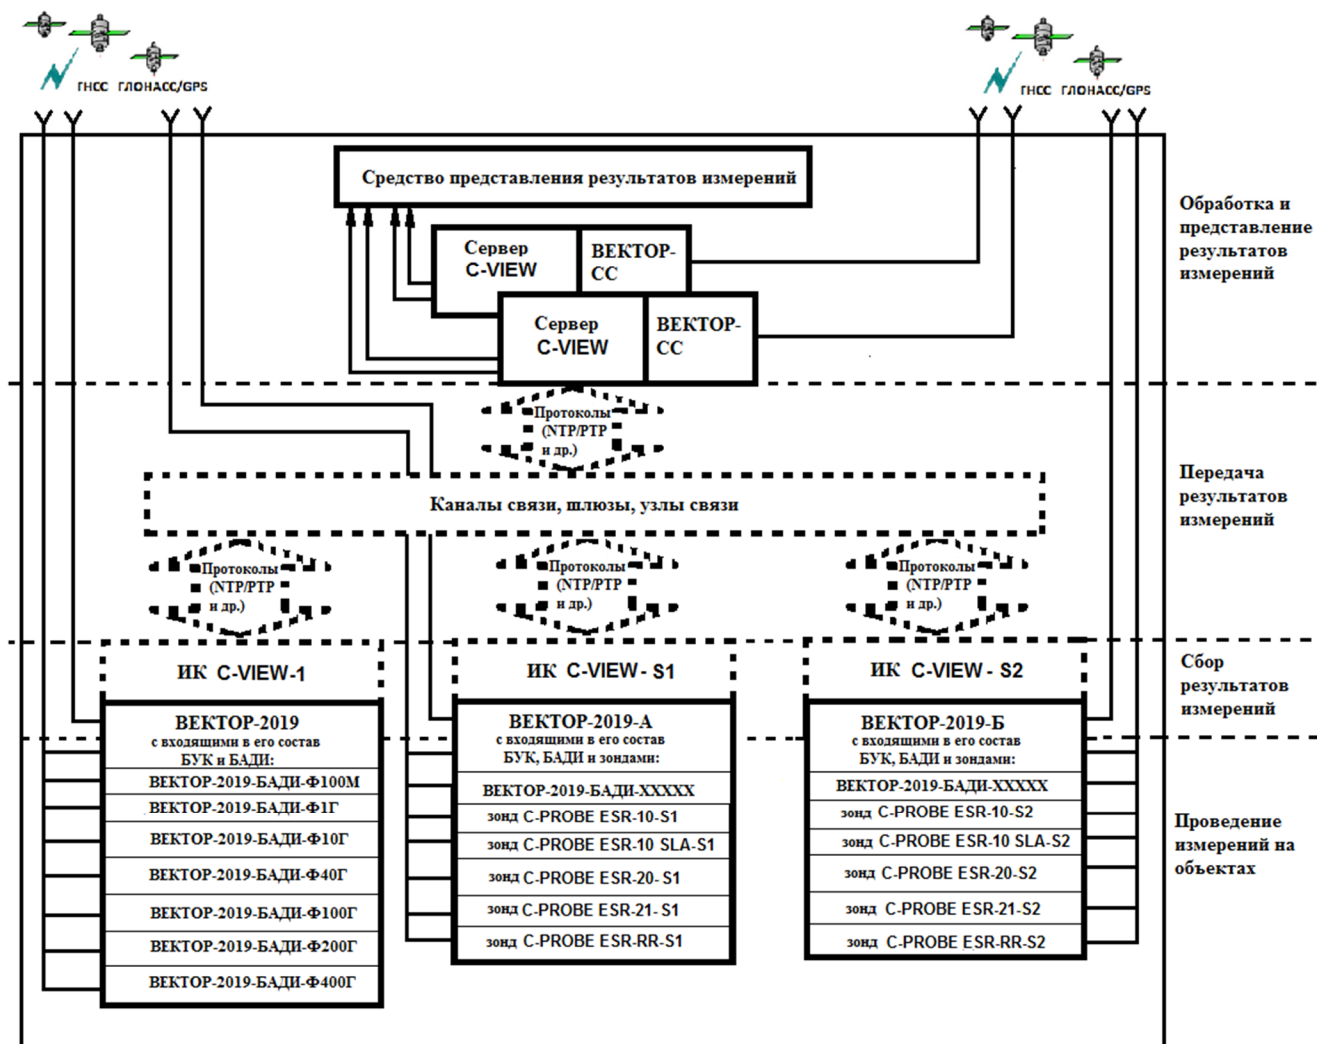 ГНСС ГЛОНАСС/GPS
ГНСС ГЛОНАСС/GPS
Средство представления результатов измерений
Сервер
C-VIEW
ВЕКТОР-
СС
Сервер
C-VIEW
ВЕКТОР-
СС
Обработка и
представление
результатов
измерений
Протоколы
(NTP/PTP
и др.)
Каналы связи, шлюзы, узлы связи
Передача
результатов
измерений
Протоколы
(NTP/PTP
и др.)
Протоколы
(NTP/PTP
и др.)
Протоколы
(NTP/PTP
и др.)
ИК C-VIEW-1
ВЕКТОР-2019
с входящими в его состав
БУК и БАДИ:
ВЕКТОР-2019-БАДИ-Ф100М
ВЕКТОР-2019-БАДИ-Ф1Г
ВЕКТОР-2019-БАДИ-Ф10Г
ВЕКТОР-2019-БАДИ-Ф40Г
ВЕКТОР-2019-БАДИ-Ф100Г
ВЕКТОР-2019-БАДИ-Ф200Г
ВЕКТОР-2019-БАДИ-Ф400Г
ИК C-VIEW- S1
ВЕКТОР-2019-А
с входящими в его состав
БУК, БАДИ и зондами:
ВЕКТОР-2019-БАДИ-ХХХХХ
зонд C-PROBE ESR-10-S1
зонд C-PROBE ESR-10 SLA-S1
зонд C-PROBE ESR-20- S1
зонд C-PROBE ESR-21- S1
зонд C-PROBE ESR-RR-S1
ИК C-VIEW - S2
ВЕКТОР-2019-Б
с входящими в его состав
БУК, БАДИ и зондами:
ВЕКТОР-2019-БАДИ-ХХХХХ
зонд C-PROBE ESR-10-S2
зонд C-PROBE ESR-10 SLA-S2
зонд C-PROBE ESR-20-S2
зонд C-PROBE ESR-21-S2
зонд C-PROBE ESR-RR-S2
Сбор
результатов
измерений
Проведение
измерений на
объектах